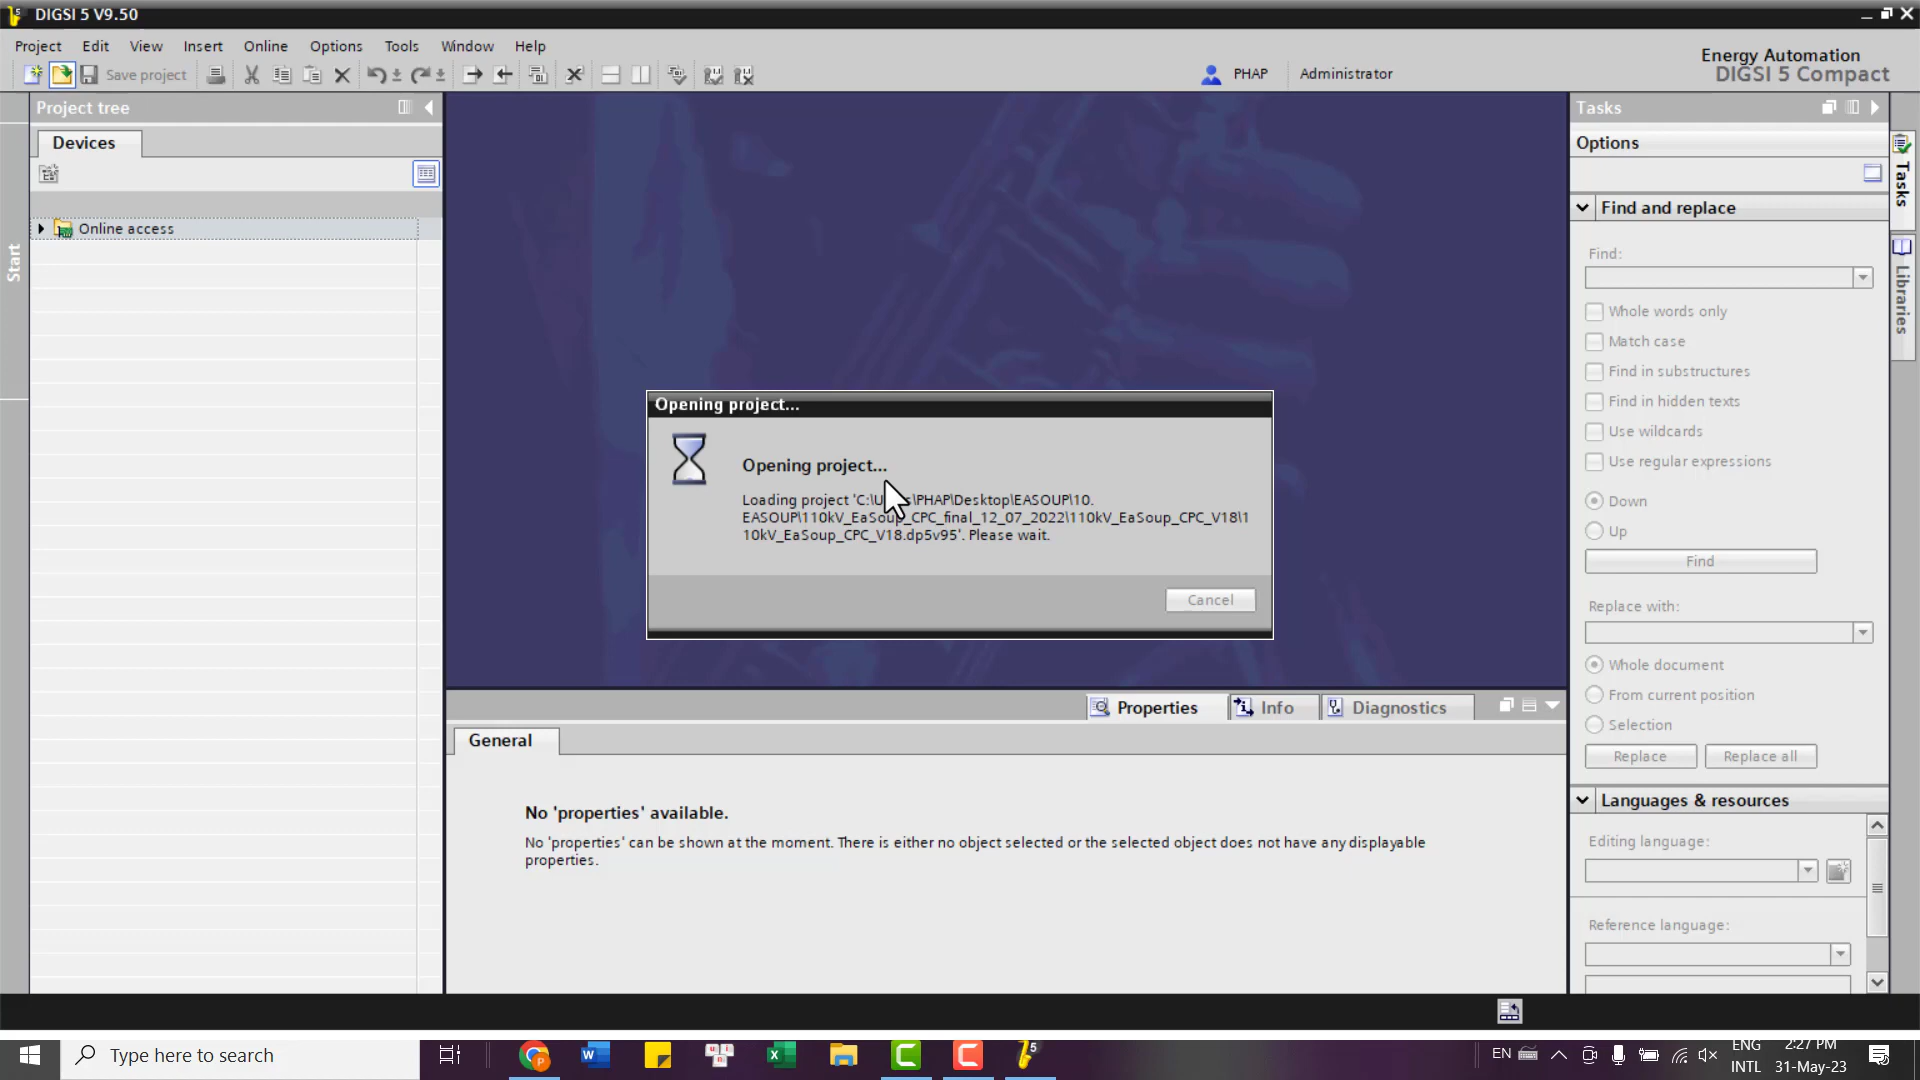 DIGSI 5 V9.50
Project Edit View Insert Online Options Tools Window Help
Energy Automation
DIGSI 5 Compact
Save project
PHAP
Administrator
Project tree
Devices
Online access
Start
Opening project...
Opening project...
Loading project 'C:\U s\PHAP\Desktop\EASOUP\10.
EASOUP\110kV_EaSoup_CPC_final_12_07_2022\110kV_EaSoup_CPC_V18\1
10kV_EaSoup_CPC_V18.dp5v95'. Please wait.
Cancel
Properties
Info
Diagnostics
General
No 'properties' available.
No 'properties' can be shown at the moment. There is either no object selected or the selected object does not have any displayable
properties.
Tasks
Options
Find and replace
Find:
Whole words only
Match case
Find in substructures
Find in hidden texts
Use wildcards
Use regular expressions
Down
Up
Find
Replace with:
Whole document
From current position
Selection
Replace
Replace all
Languages & resources
Editing language:
Reference language:
Tasks
Libraries
Type here to search
EN
ENG
INTL
2:27 PM
31-May-23